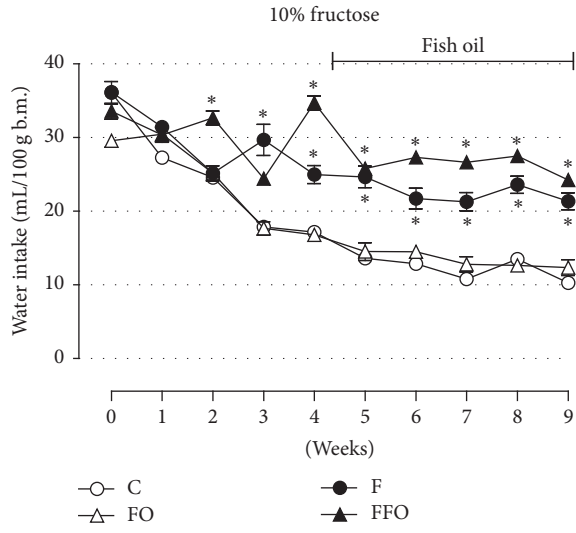 10% fructose
Fish oil
Water intake (mL/100 g b.m.)
40
30
20
10
0
* * * * * * * * *
* * * * * *
0 1 2 3 4 5 6 7 8 9
(Weeks)
C F
FO FFO